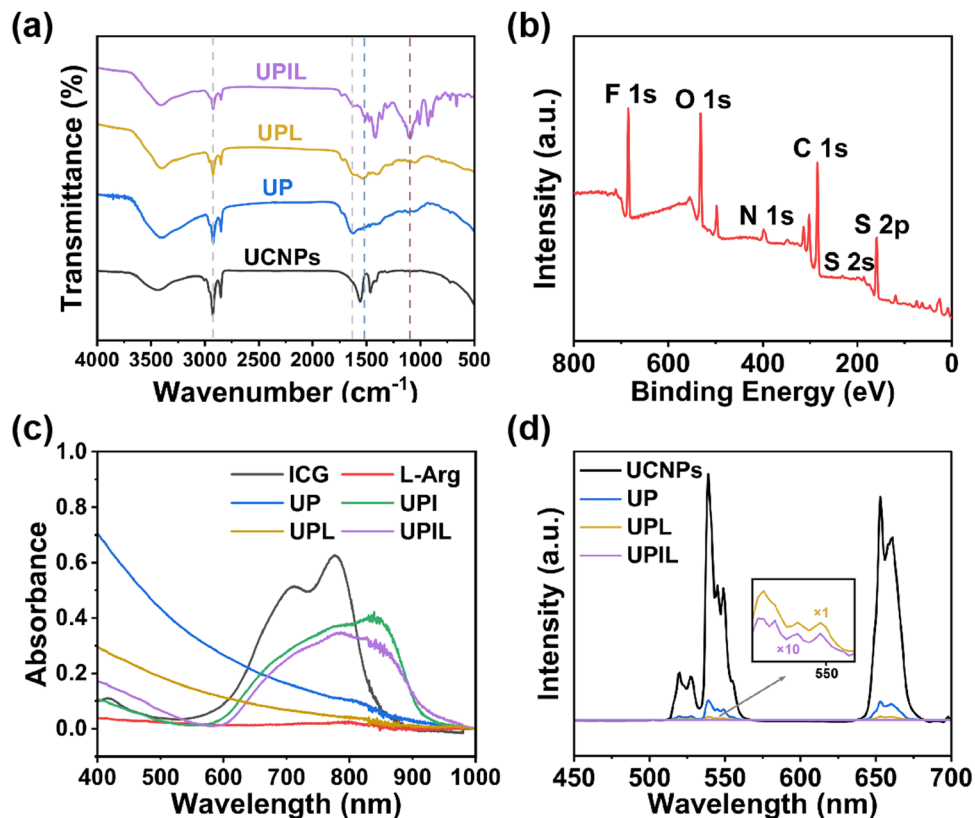 (a)
Transmittance (%)
UPIL
UPL
UP
UCNPs
4000 3500 3000 2500 2000 1500 1000 500
Wavenumber (cm⁻¹)
(b)
Intensity (a.u.)
F 1s
O 1s
C 1s
N 1s
S 2p
S 2s
800 600 400 200 0
Binding Energy (eV)
(c)
Absorbance
1.0
0.8
0.6
0.4
0.2
0.0
ICG L-Arg
UP UPI
UPL UPIL
400 500 600 700 800 900 1000
Wavelength (nm)
(d)
Intensity (a.u.)
UCNPs
UP
UPL
UPIL
×1
×10
550
450 500 550 600 650 700
Wavelength (nm)